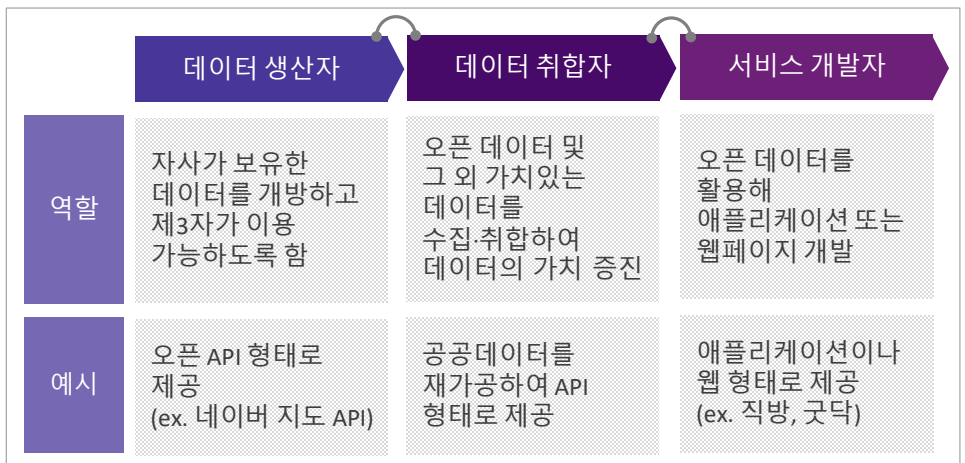 데이터 생산자
데이터 취합자
서비스 개발자
역할
자사가 보유한
데이터를 개방하고
제3자가 이용
가능하도록 함
오픈 데이터 및
그 외 가치있는
데이터를
수집·취합하여
데이터의 가치 증진
오픈 데이터를
활용해
애플리케이션 또는
웹페이지 개발
예시
오픈 API 형태로
제공
(ex. 네이버 지도 API)
공공데이터를
재가공하여 API
형태로 제공
애플리케이션이나
웹 형태로 제공
(ex. 직방, 굿닥)